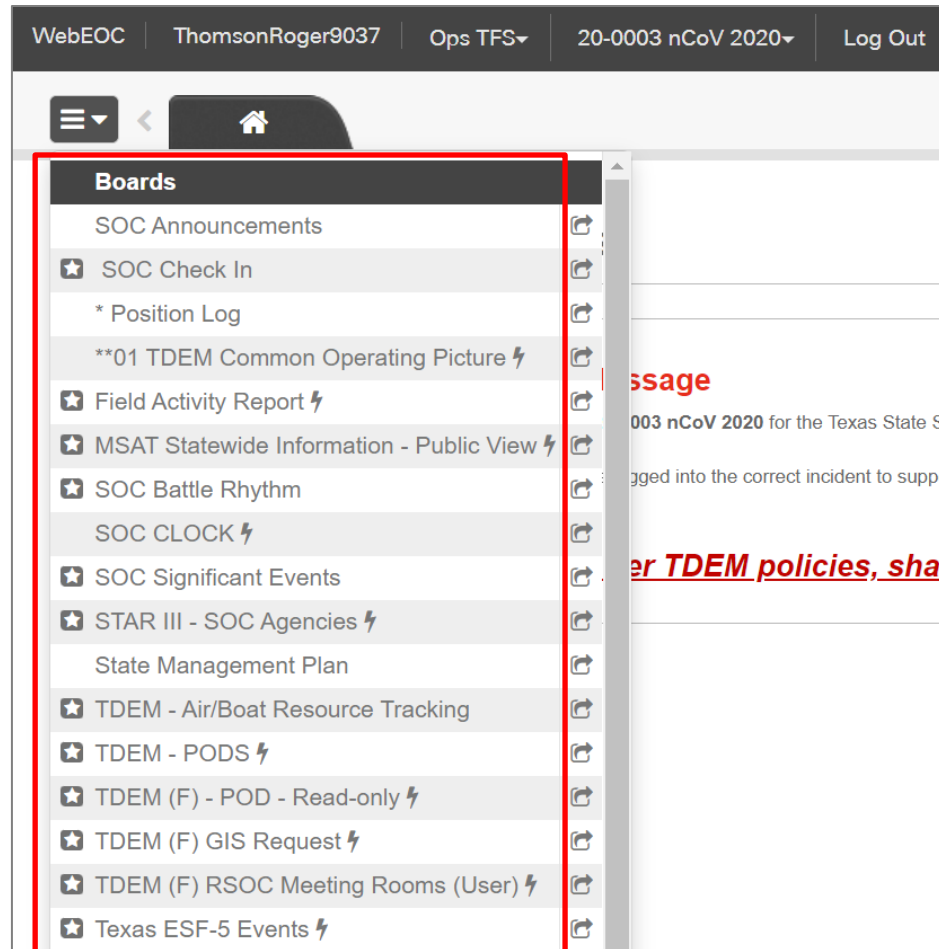 WebEOC ThomsonRoger9037 Ops TFS 20-0003 nCoV 2020 Log Out
Boards
SOC Announcements
SOC Check In
* Position Log
**01 TDEM Common Operating Picture
ssage
Field Activity Report
003 nCoV 2020 for the Texas State S
MSAT Statewide Information - Public View
gged into the correct incident to supp
SOC Battle Rhythm
SOC CLOCK
er TDEM policies, sha
SOC Significant Events
STAR III - SOC Agencies
State Management Plan
TDEM - Air/Boat Resource Tracking
TDEM - PODS
TDEM (F) - POD - Read-only
TDEM (F) GIS Request
TDEM (F) RSOC Meeting Rooms (User)
Texas ESF-5 Events